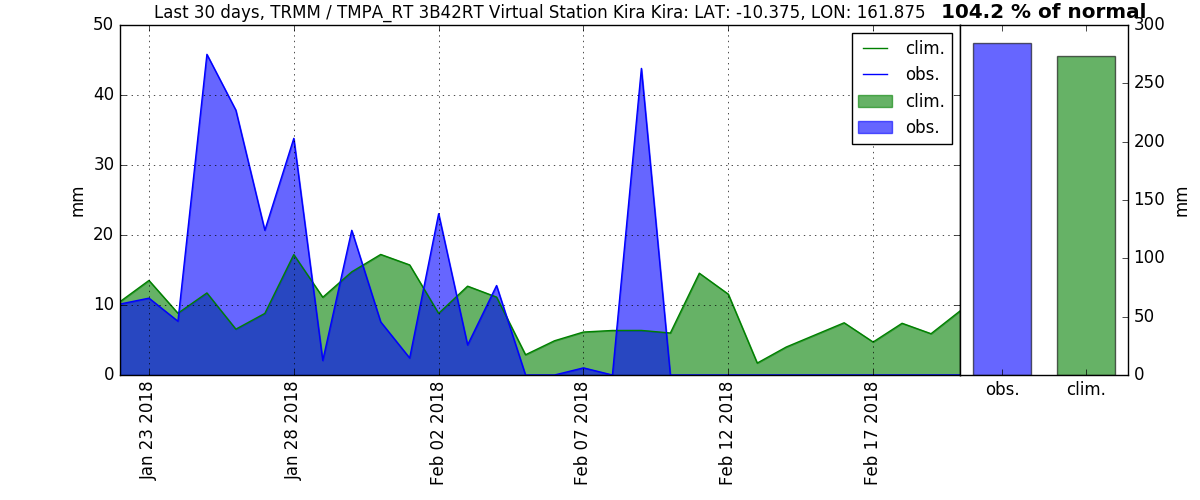 Last 30 days, TRMM / TMPA_RT 3B42RT Virtual Station Kira Kira: LAT: -10.375, LON: 161.875
104.2 % of normal
50
40
30
20
10
0
mm
clim.
obs.
clim.
obs.
300
250
200
150
100
50
0
mm
Jan 23 2018
Jan 28 2018
Feb 02 2018
Feb 07 2018
Feb 12 2018
Feb 17 2018
obs.
clim.